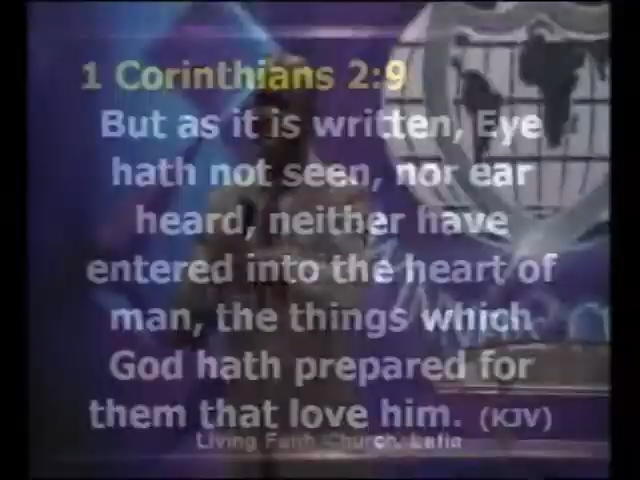 1 Corinthians 2:9
But as it is written, Eye
hath not seen, nor ear
heard, neither have
entered into the heart of
man, the things which
God hath prepared for
them that love him. (KJV)
Living Faith Church, Lafia